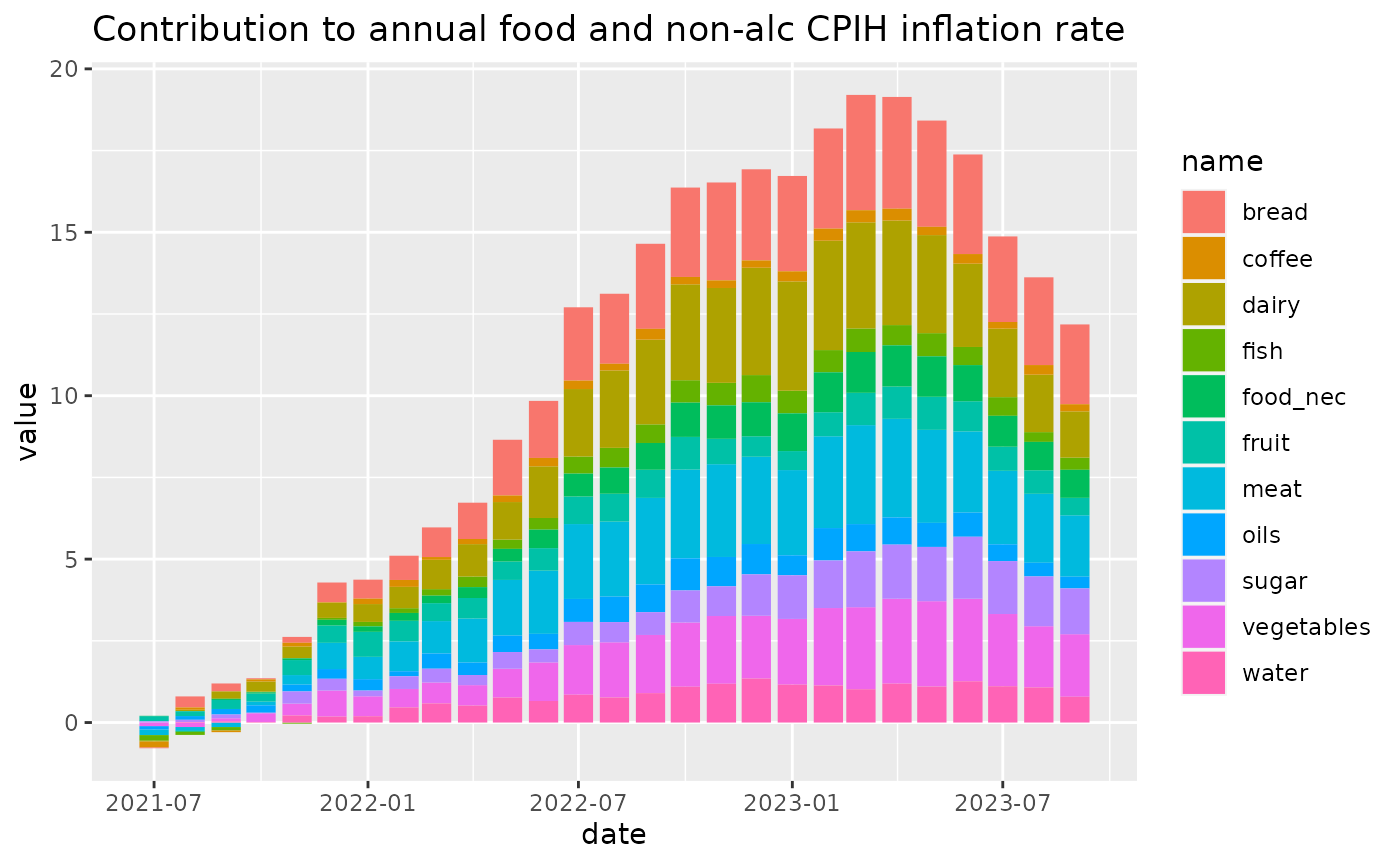 Contribution to annual food and non-alc CPIH inflation rate
20
15
10
5
0
value
2021-07
2022-01
2022-07
2023-01
2023-07
date
name
bread
coffee
dairy
fish
food_nec
fruit
meat
oils
sugar
vegetables
water